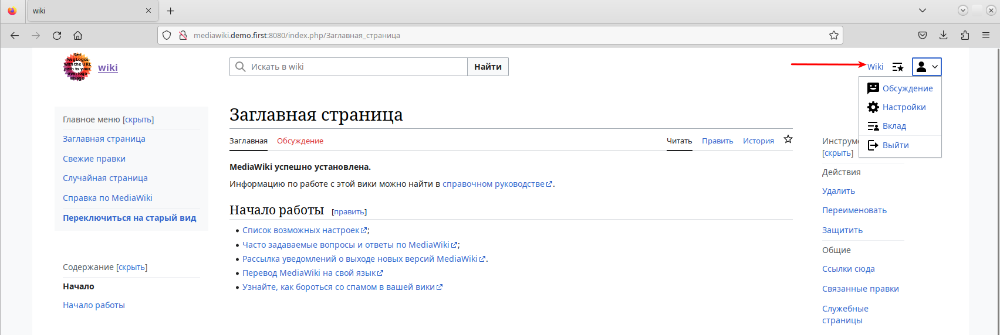 wiki
mediawiki.demo.first:8080/index.php/Заглавная_страница
Set
$wgLogos
with the URL
path to your
own logo
image
wiki
Искать в wiki
Найти
Wiki
Обсуждение
Настройки
Вклад
Выйти
Главное меню [скрыть]
Заглавная страница
Свежие правки
Случайная страница
Справка по MediaWiki
Переключиться на старый вид
Содержание [скрыть]
Начало
Начало работы
Заглавная страница
Заглавная Обсуждение
Читать Править История
MediaWiki успешно установлена.
Информацию по работе с этой вики можно найти в справочном руководстве.
Начало работы [править]
• Список возможных настроек;
• Часто задаваемые вопросы и ответы по MediaWiki;
• Рассылка уведомлений о выходе новых версий MediaWiki.
• Перевод MediaWiki на свой язык
• Узнайте, как бороться со спамом в вашей вики
Инструм
[скрыть]
Действия
Удалить
Переименовать
Защитить
Общие
Ссылки сюда
Связанные правки
Служебные
страницы